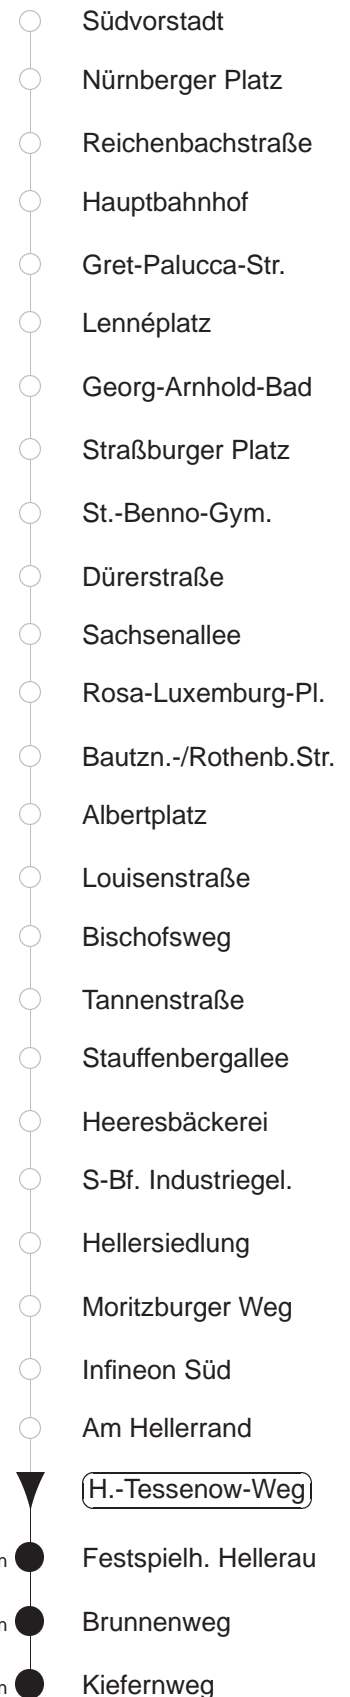 Südvorstadt
Nürnberger Platz
Reichenbachstraße
Hauptbahnhof
Gret-Palucca-Str.
Lennéplatz
Georg-Arnhold-Bad
Straßburger Platz
St.-Benno-Gym.
Dürerstraße
Sachsenallee
Rosa-Luxemburg-Pl.
Bautzn.-/Rothenb.Str.
Albertplatz
Louisenstraße
Bischofsweg
Tannenstraße
Stauffenbergallee
Heeresbäckerei
S-Bf. Industriegel.
Hellersiedlung
Moritzburger Weg
Infineon Süd
Am Hellerrand
H.-Tessenow-Weg
Festspielh. Hellerau
Brunnenweg
Kiefernweg